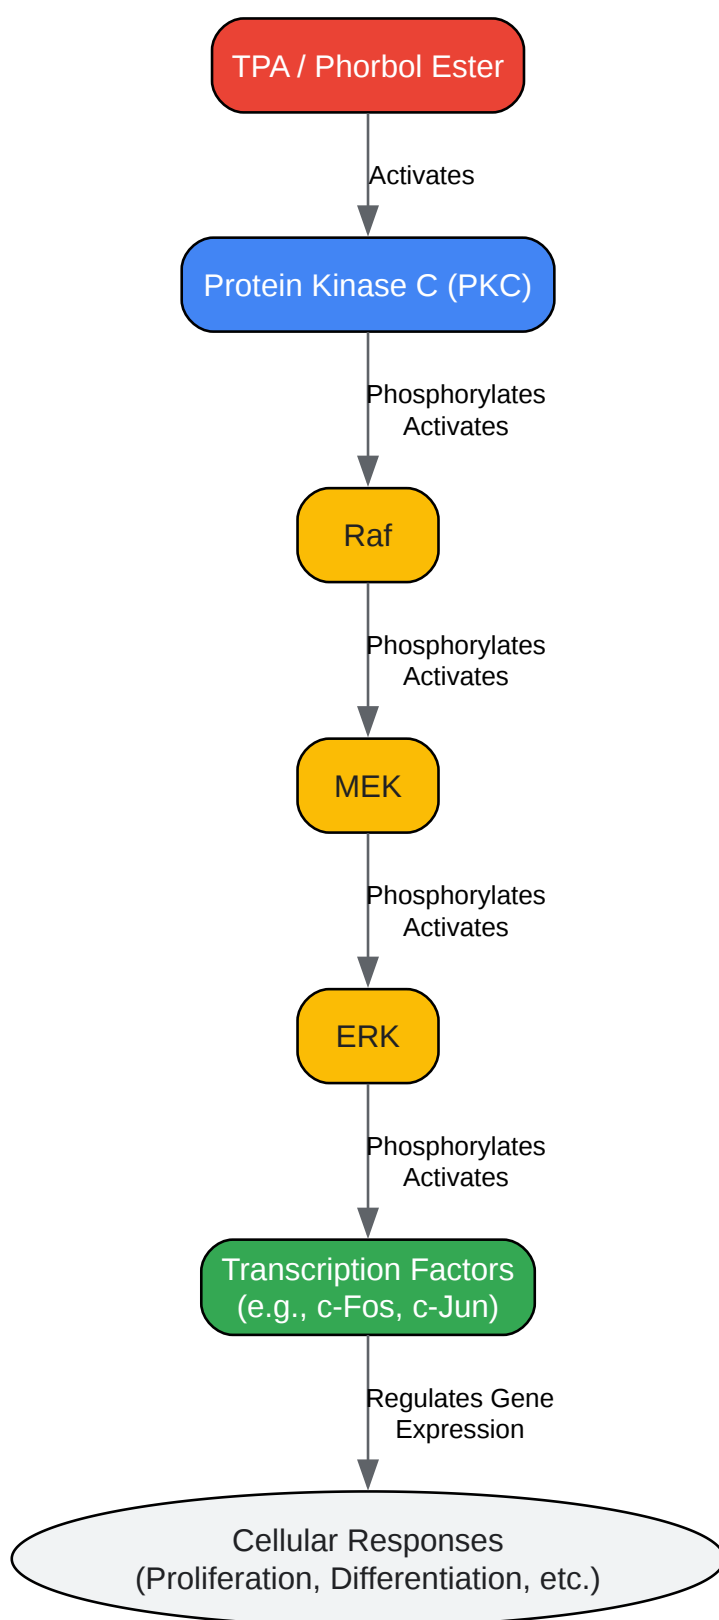 TPA / Phorbol Ester
Activates
Protein Kinase C (PKC)
Phosphorylates
Activates
Raf
Phosphorylates
Activates
MEK
Phosphorylates
Activates
ERK
Phosphorylates
Activates
Transcription Factors
(e.g., c-Fos, c-Jun)
Regulates Gene
Expression
Cellular Responses
(Proliferation, Differentiation, etc.)